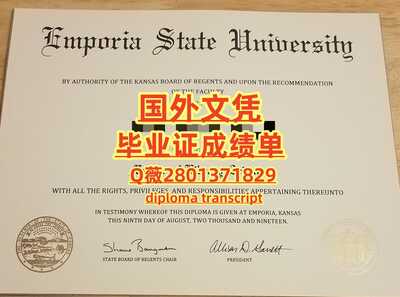 Emporia State University
BY AUTHORITY OF THE KANSAS BOARD OF REGENTS AND UPON THE RECOMMENDATION
OF THE FACULTY
国外文凭
毕业证成绩单
Q薇2801371829
diploma transcript
WITH ALL THE RIGHTS, PRIVILEGES AND RESPONSIBILITIES APPERTAINING THEREUNTO
IN TESTIMONY WHEREOF THIS DIPLOMA IS GIVEN AT EMPORIA, KANSAS
THIS NINTH DAY OF AUGUST, TWO THOUSAND AND NINETEEN.
STATE BOARD OF REGENTS CHAIR
PRESIDENT